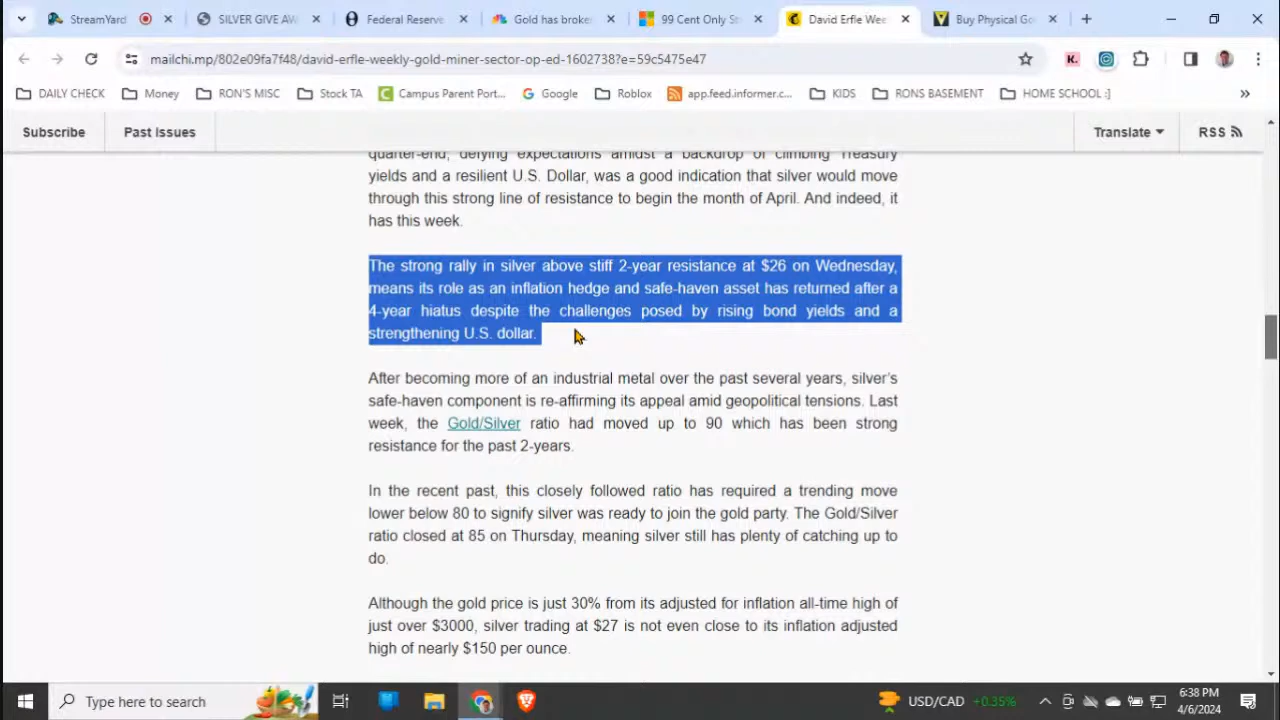 StreamYard
SILVER GIVE AW
Federal Reserve
Gold has broke
99 Cent Only St
David Erfle Wee
Buy Physical Go
mailchi.mp/802e09fa7f48/david-erfle-weekly-gold-miner-sector-op-ed-1602738?e=59c5475e47
DAILY CHECK
Money
RON'S MISC
Stock TA
Campus Parent Port...
Google
Roblox
app.feed.informer.c...
KIDS
RONS BASEMENT
HOME SCHOOL :]
Subscribe
Past Issues
Translate
RSS
quarter-end, defying expectations amidst a backdrop of climbing Treasury
yields and a resilient U.S. Dollar, was a good indication that silver would move
through this strong line of resistance to begin the month of April. And indeed, it
has this week.
The strong rally in silver above stiff 2-year resistance at $26 on Wednesday,
means its role as an inflation hedge and safe-haven asset has returned after a
4-year hiatus despite the challenges posed by rising bond yields and a
strengthening U.S. dollar.
After becoming more of an industrial metal over the past several years, silver's
safe-haven component is re-affirming its appeal amid geopolitical tensions. Last
week, the Gold/Silver ratio had moved up to 90 which has been strong
resistance for the past 2-years.
In the recent past, this closely followed ratio has required a trending move
lower below 80 to signify silver was ready to join the gold party. The Gold/Silver
ratio closed at 85 on Thursday, meaning silver still has plenty of catching up to
do.
Although the gold price is just 30% from its adjusted for inflation all-time high of
just over $3000, silver trading at $27 is not even close to its inflation adjusted
high of nearly $150 per ounce.
Type here to search
USD/CAD +0.35%
6:38 PM
4/6/2024